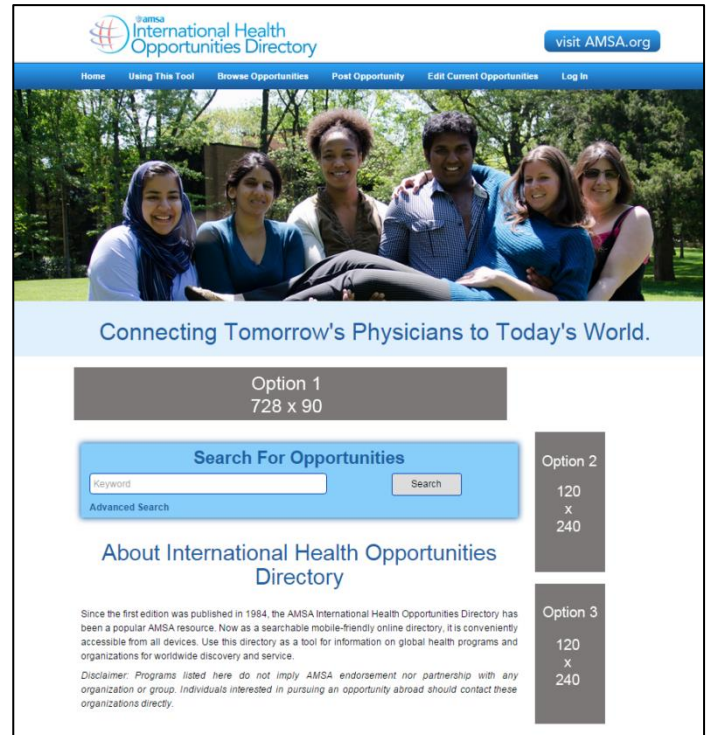 amsa
International Health
Opportunities Directory
visit AMSA.org
Home Using This Tool Browse Opportunities Post Opportunity Edit Current Opportunities Log In
Connecting Tomorrow's Physicians to Today's World.
Option 1
728 x 90
Search For Opportunities
Keyword Search
Advanced Search
Option 2
120
x
240
About International Health Opportunities
Directory
Since the first edition was published in 1984, the AMSA International Health Opportunities Directory has
been a popular AMSA resource. Now as a searchable mobile-friendly online directory, it is conveniently
accessible from all devices. Use this directory as a tool for information on global health programs and
organizations for worldwide discovery and service.
Disclaimer: Programs listed here do not imply AMSA endorsement nor partnership with any
organization or group. Individuals interested in pursuing an opportunity abroad should contact these
organizations directly.
Option 3
120
x
240